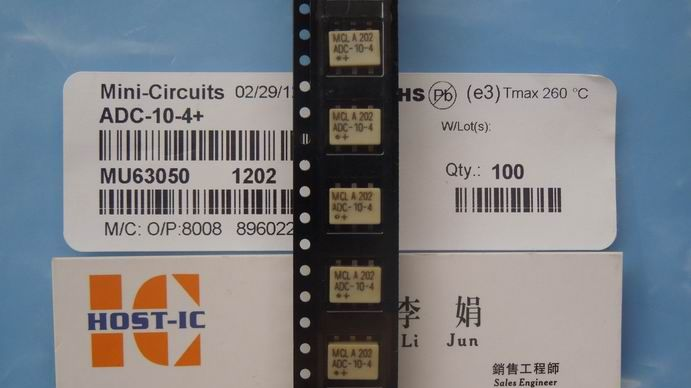 MCL A 202
ADC-10-4
Mini-Circuits 02/29/1
HS Pb (e3) Tmax 260 °C
ADC-10-4+
MCL A 202
ADC-10-4
W/Lot(s):
MU63050 1202
Qty.: 100
MCL A 202
ADC-10-4
M/C: O/P:8008 896022
MCL A 202
ADC-10-4
HOST-IC
李 娟
Li Jun
MCL A 202
ADC-10-4
銷售工程師
Sales Engineer